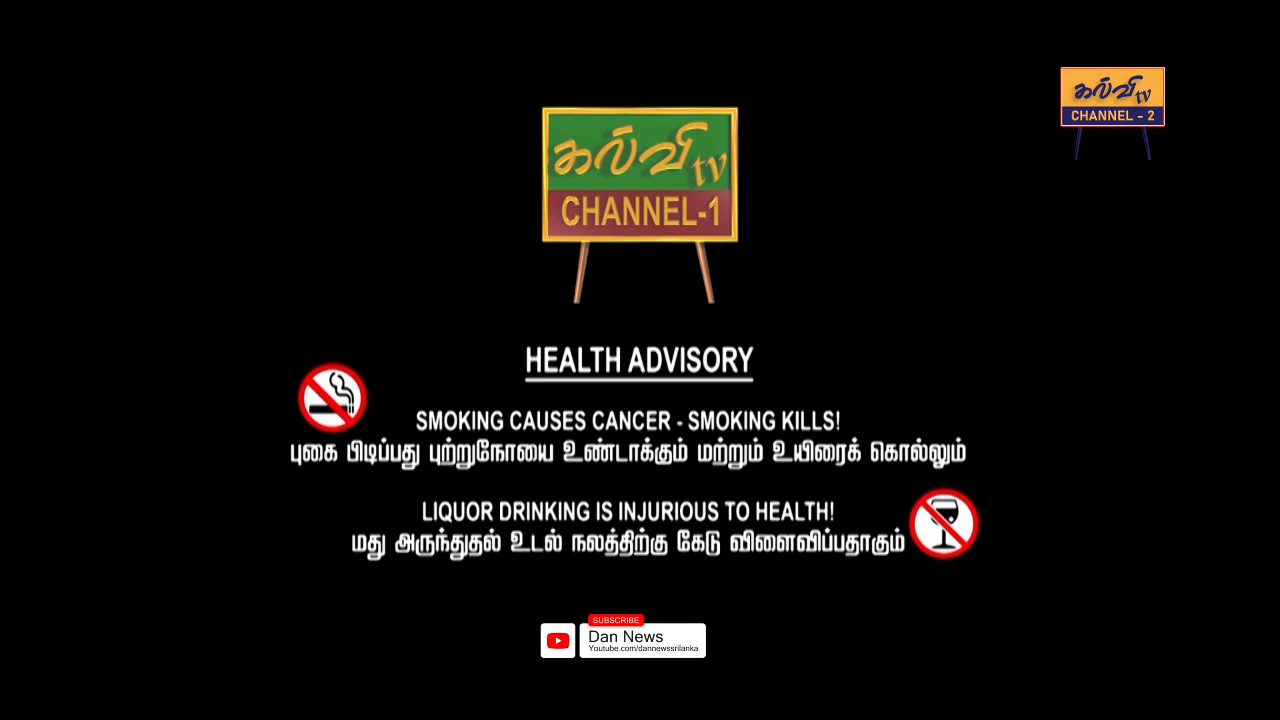 கல்வி tv
CHANNEL - 2
கல்வி tv
CHANNEL-1
HEALTH ADVISORY
SMOKING CAUSES CANCER - SMOKING KILLS!
புகை பிடிப்பது புற்றுநோயை உண்டாக்கும் மற்றும் உயிரைக் கொல்லும்
LIQUOR DRINKING IS INJURIOUS TO HEALTH!
மது அருந்துதல் உடல் நலத்திற்கு கேடு விளைவிப்பதாகும்
SUBSCRIBE
Dan News
Youtube.com/dannewssrilanka